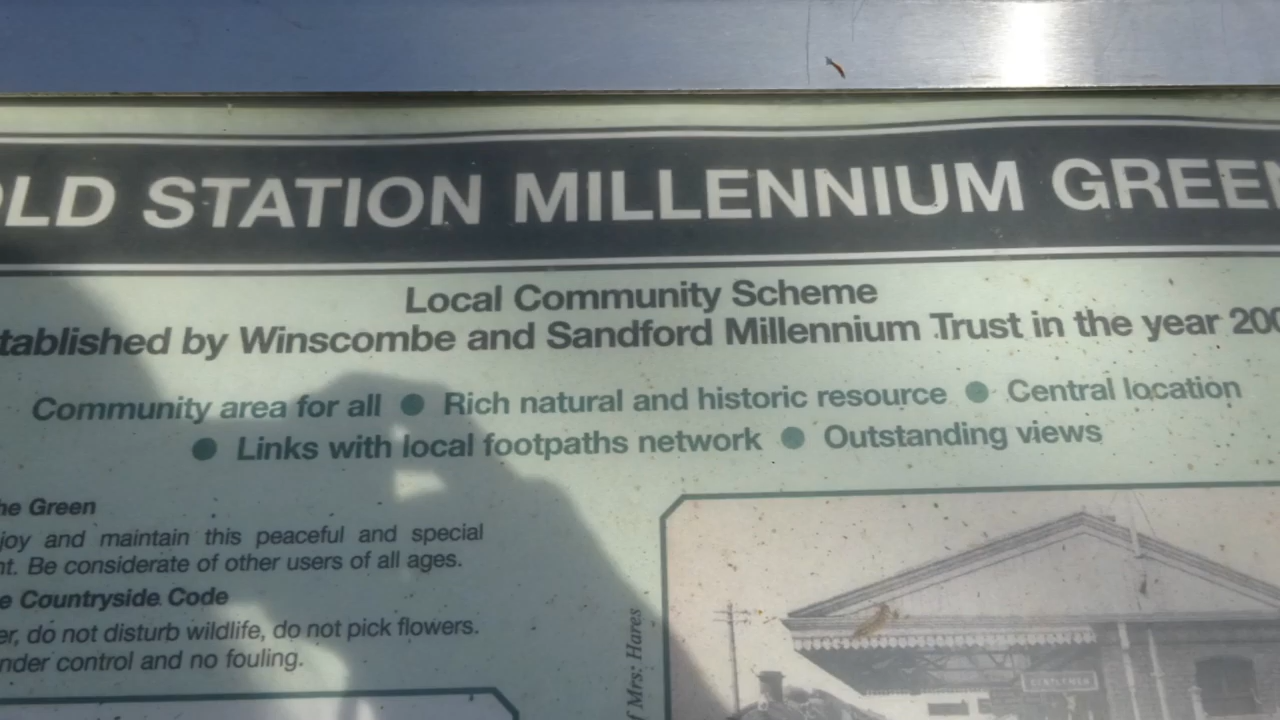 OLD STATION MILLENNIUM GREEN
Local Community Scheme
tablished by Winscombe and Sandford Millennium Trust in the year 200
Community area for all ● Rich natural and historic resource ● Central location
● Links with local footpaths network ● Outstanding views
he Green
joy and maintain this peaceful and special
nt. Be considerate of other users of all ages.
e Countryside Code
er, do not disturb wildlife, do not pick flowers.
nder control and no fouling.
f Mrs: Hares
GENTLEMEN